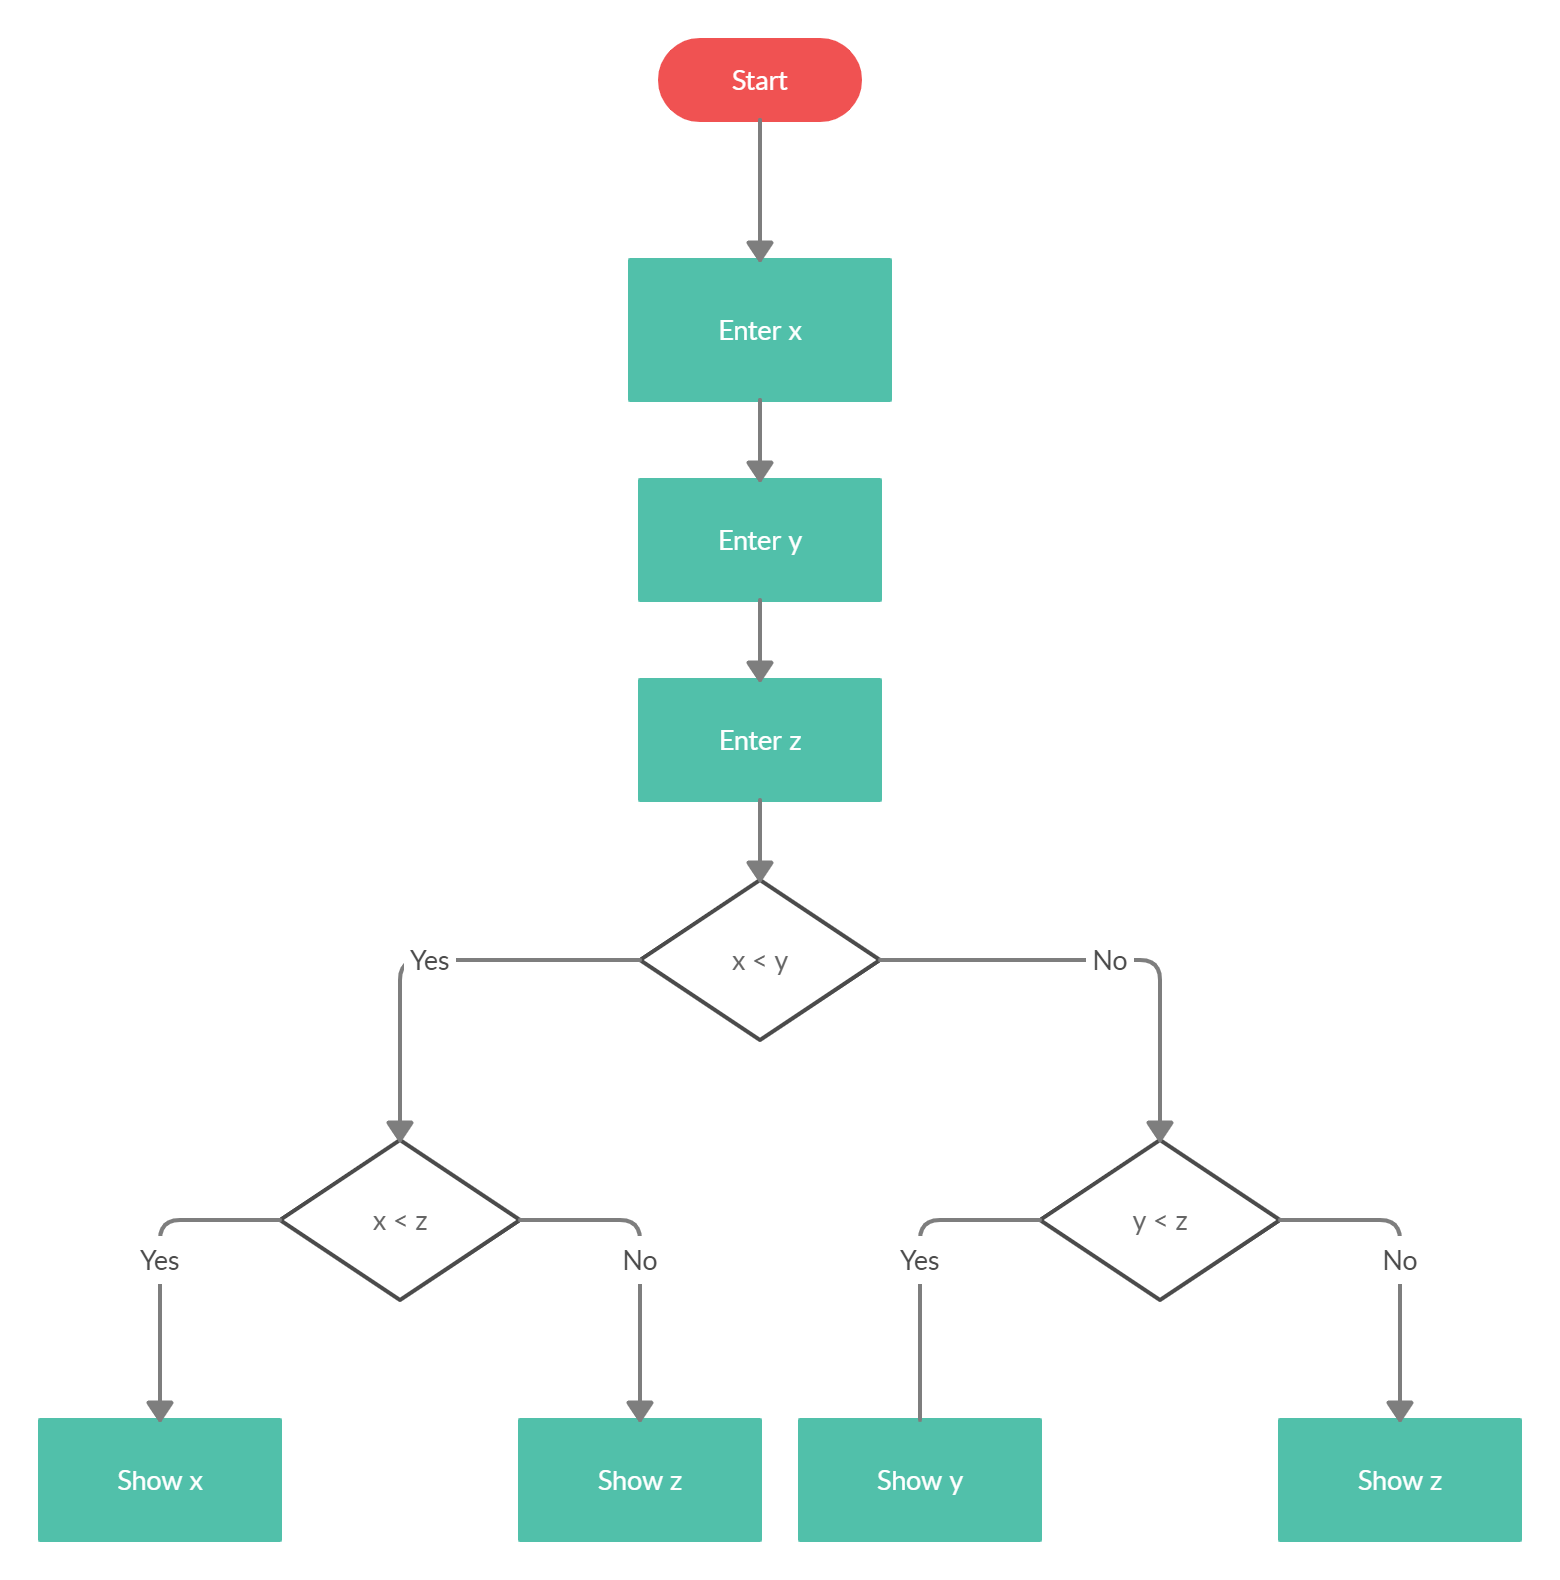 Start
Enter x
Enter y
Enter z
x < y
Yes
No
x < z
y < z
Yes
No
Yes
No
Show x
Show z
Show y
Show z